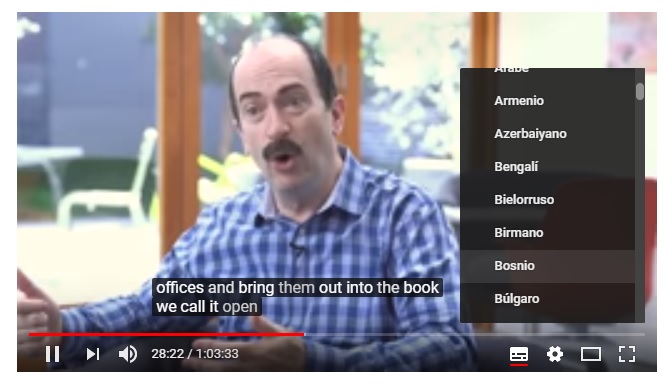 Árabe
Armenio
Azerbaiyano
Bengalí
Bielorruso
Birmano
Bosnio
Búlgaro
offices and bring them out into the book
we call it open
28:22 / 1:03:33